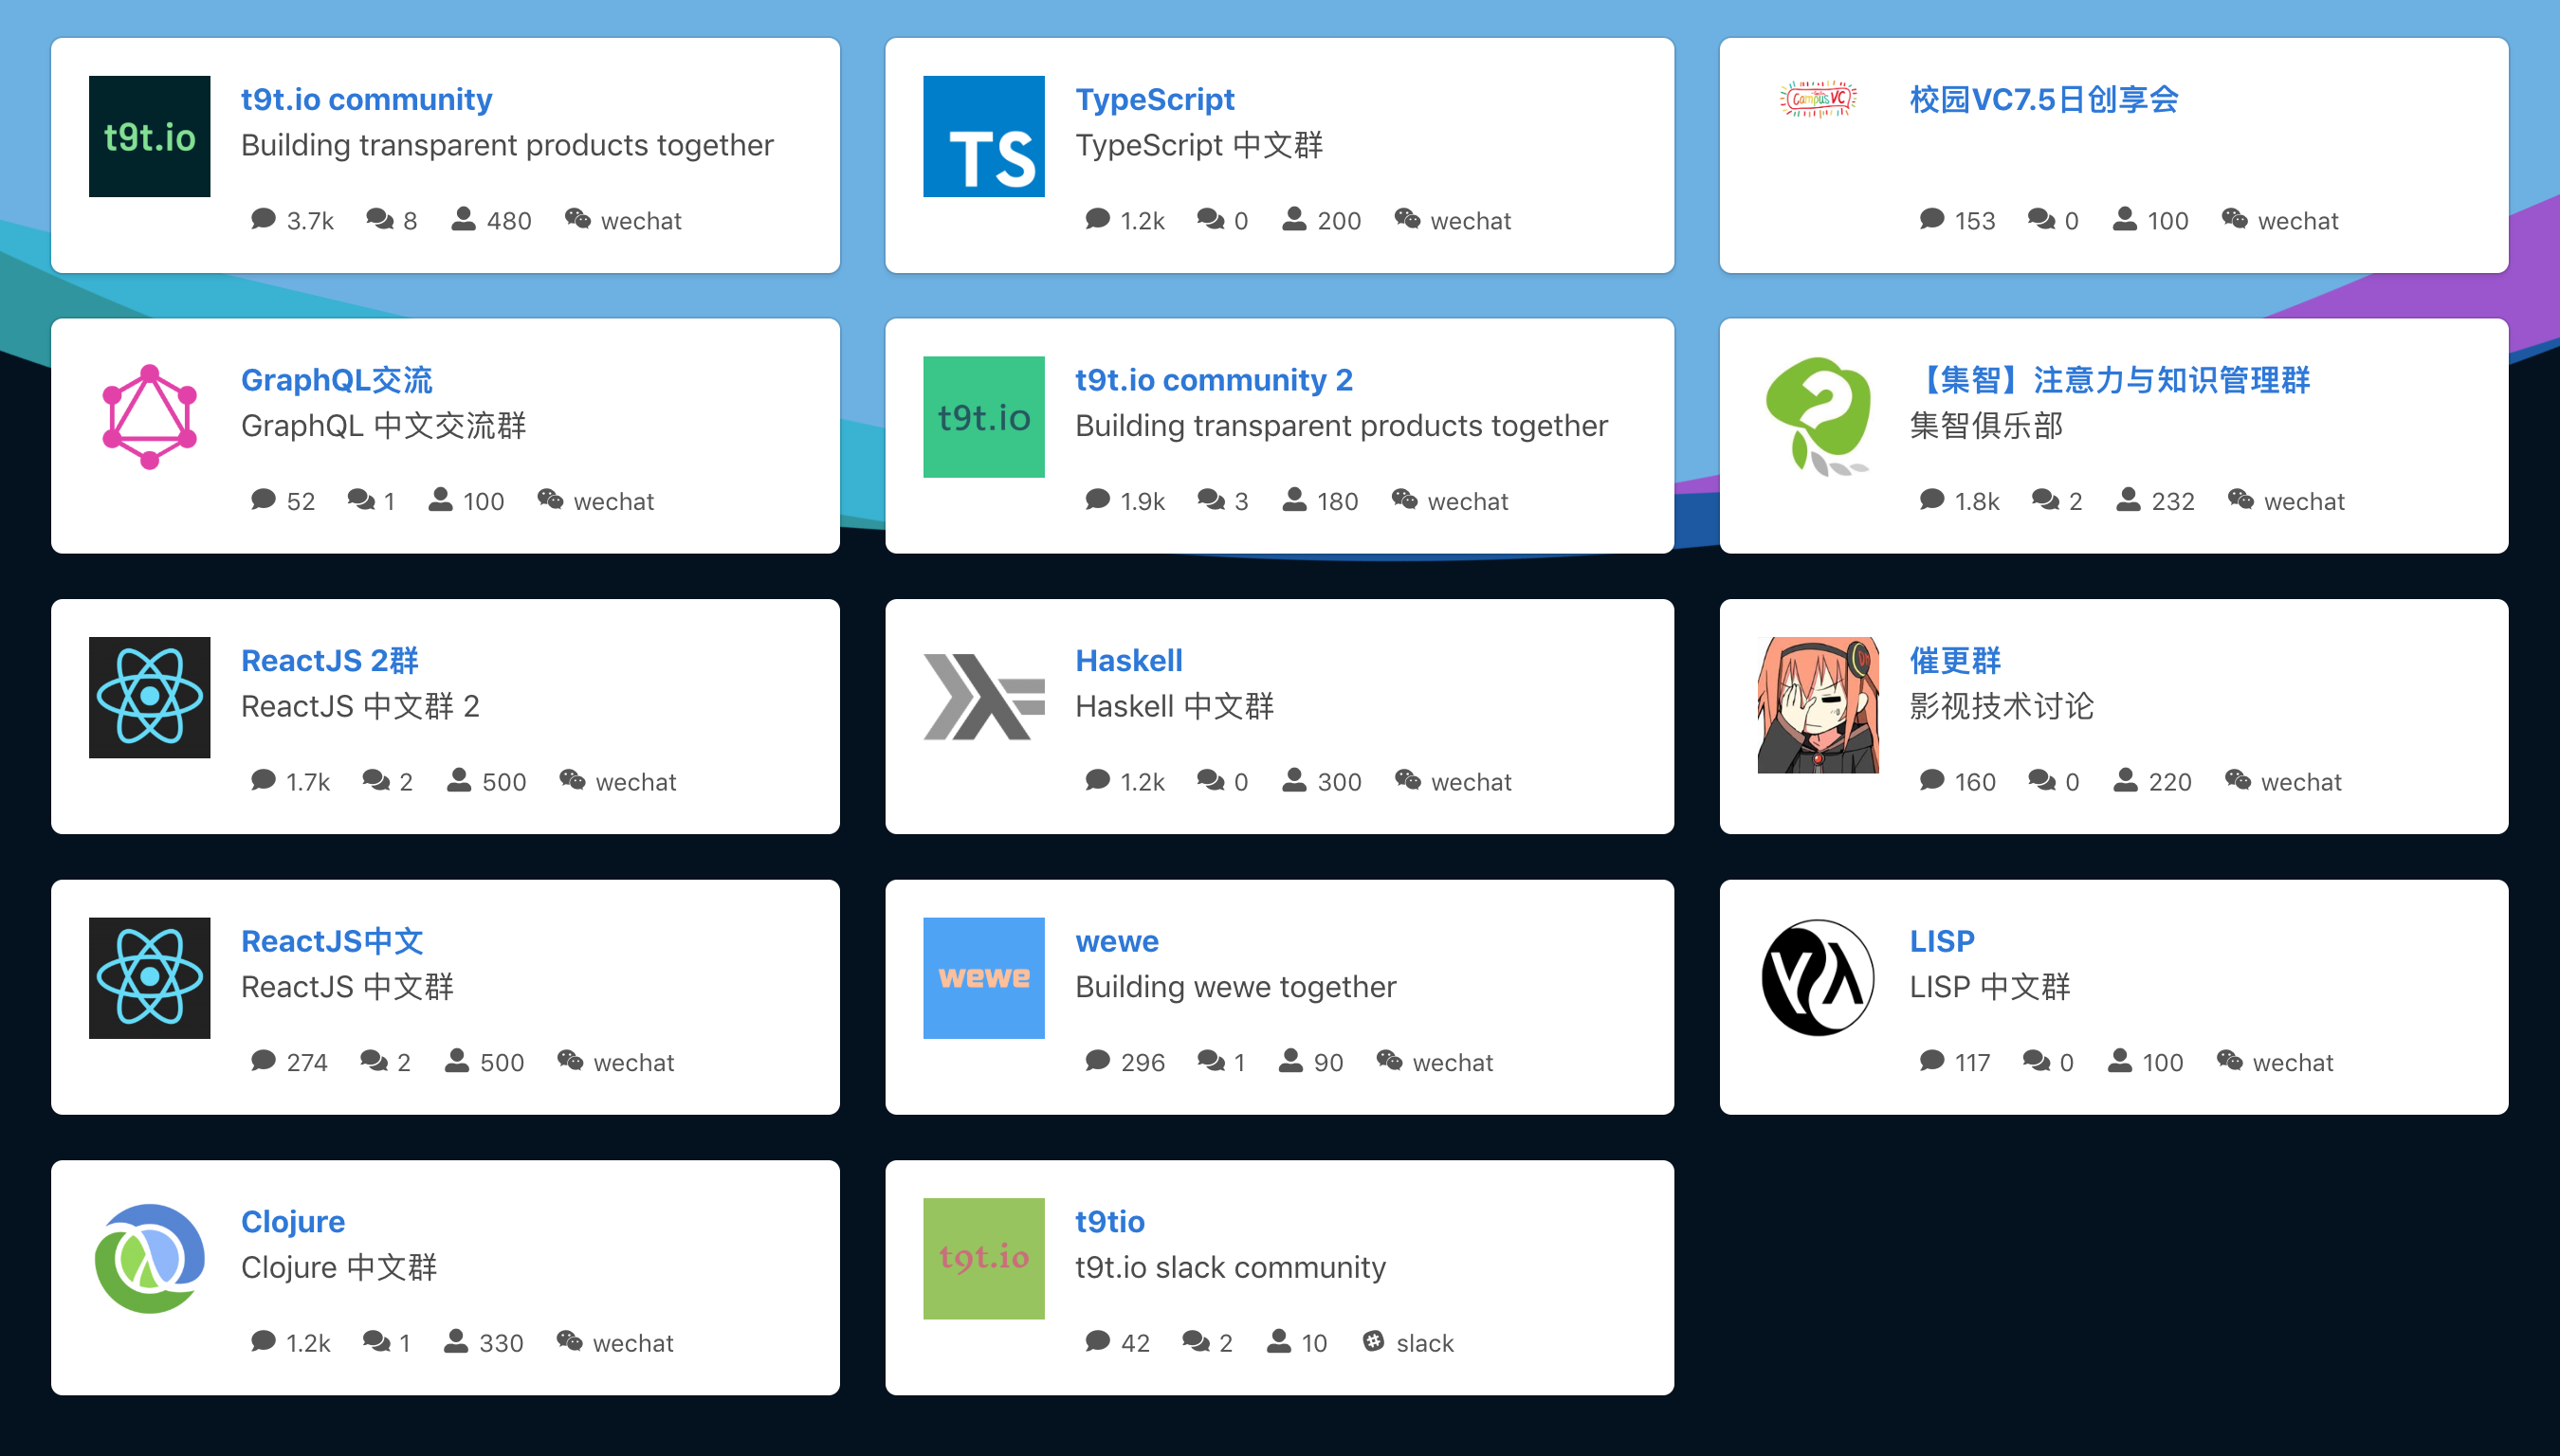 t9t.io
t9t.io community
Building transparent products together
3.7k 8 480 wechat
TS
TypeScript
TypeScript 中文群
1.2k 0 200 wechat
Campus VC
校园VC7.5日创享会
153 0 100 wechat
GraphQL交流
GraphQL 中文交流群
52 1 100 wechat
t9t.io
t9t.io community 2
Building transparent products together
1.9k 3 180 wechat
【集智】注意力与知识管理群
集智俱乐部
1.8k 2 232 wechat
ReactJS 2群
ReactJS 中文群 2
1.7k 2 500 wechat
Haskell
Haskell 中文群
1.2k 0 300 wechat
催更群
影视技术讨论
160 0 220 wechat
ReactJS中文
ReactJS 中文群
274 2 500 wechat
wewe
wewe
Building wewe together
296 1 90 wechat
LISP
LISP 中文群
117 0 100 wechat
Clojure
Clojure 中文群
1.2k 1 330 wechat
t9t.io
t9tio
t9t.io slack community
42 2 10 slack